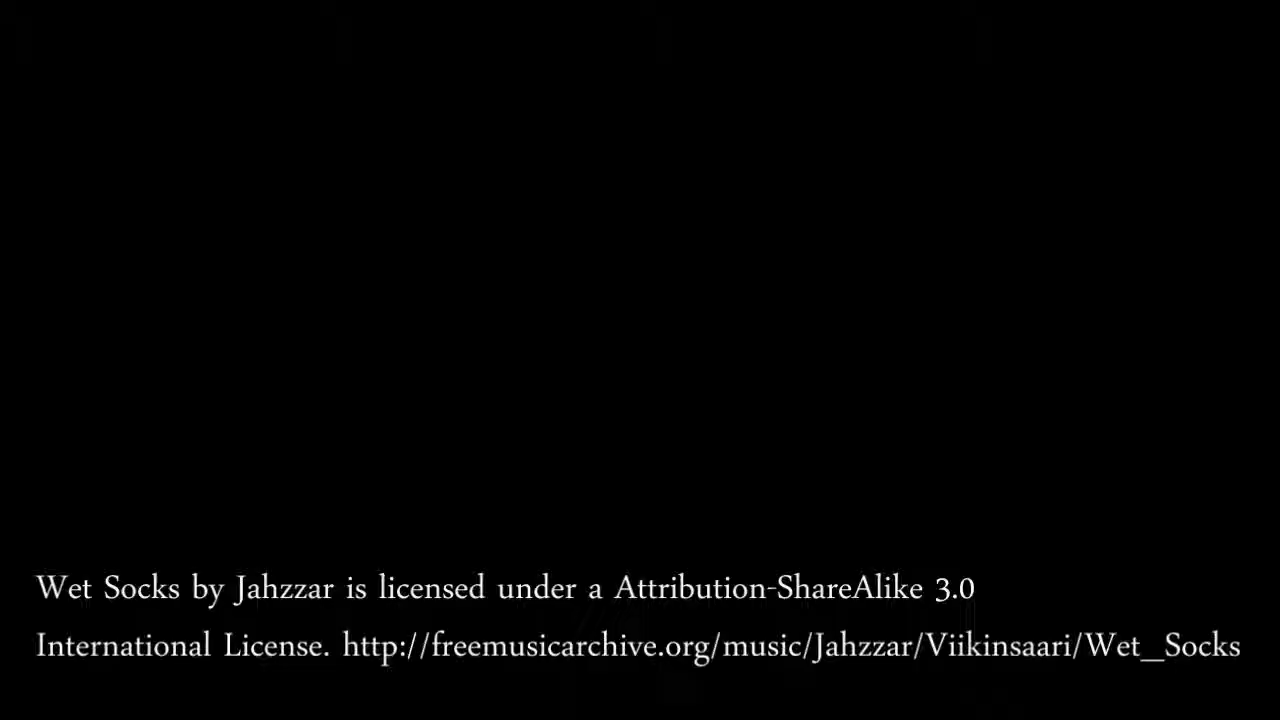 Wet Socks by Jahzzar is licensed under a Attribution-ShareAlike 3.0
International License. http://freemusicarchive.org/music/Jahzzar/Viikinsaari/Wet_Socks